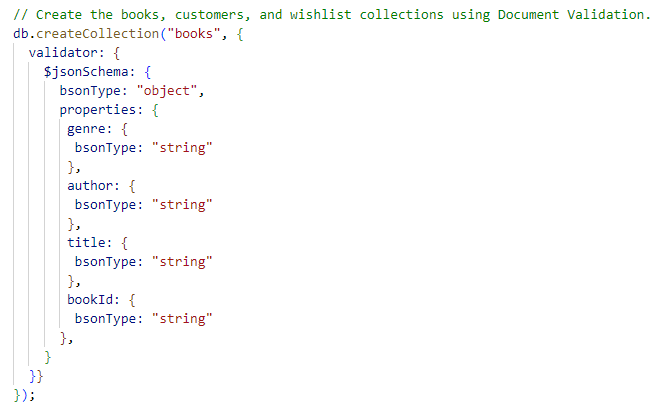 // Create the books, customers, and wishlist collections using Document Validation.
db.createCollection("books", {
  validator: {
    $jsonSchema: {
      bsonType: "object",
      properties: {
       genre: {
        bsonType: "string"
       },
       author: {
        bsonType: "string"
       },
       title: {
        bsonType: "string"
       },
       bookId: {
        bsonType: "string"
      },
    }
  }}
});